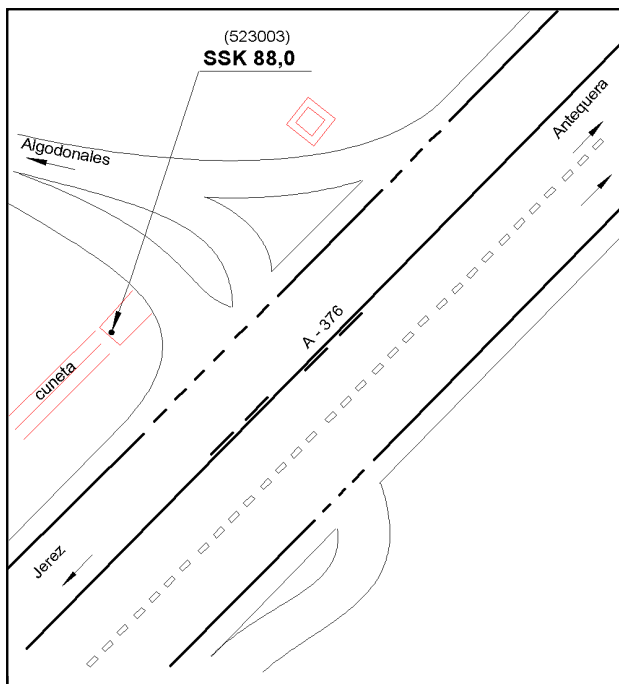 (523003)
SSK 88,0
Algodonales
Antequera
A - 376
cuneta
Jerez